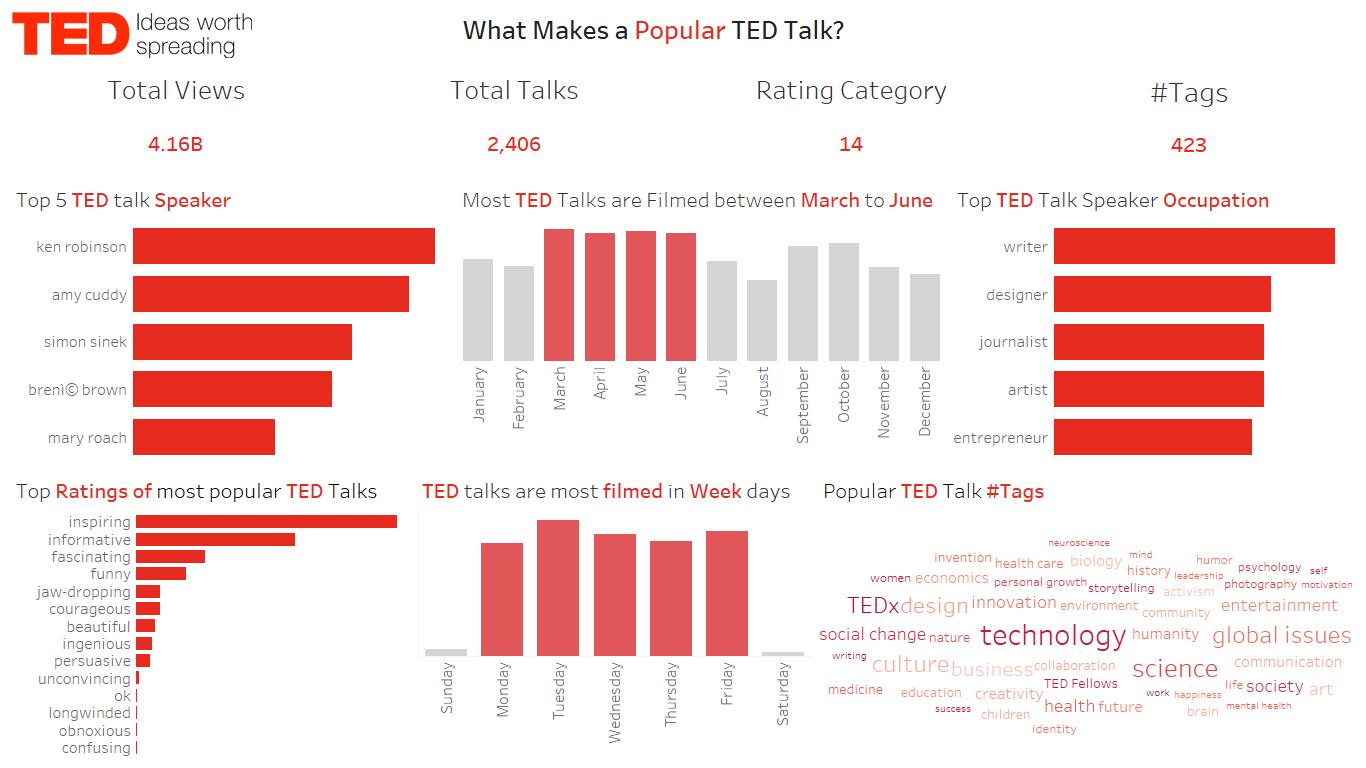 TED Ideas worth
spreading
What Makes a Popular TED Talk?
Total Views
Total Talks
Rating Category
#Tags
4.16B
2,406
14
423
Top 5 TED talk Speaker
ken robinson
amy cuddy
simon sinek
breni© brown
mary roach
Most TED Talks are Filmed between March to June
January
February
March
April
May
June
July
August
September
October
November
December
Top TED Talk Speaker Occupation
writer
designer
journalist
artist
entrepreneur
Top Ratings of most popular TED Talks
inspiring
informative
fascinating
funny
jaw-dropping
courageous
beautiful
ingenious
persuasive
unconvincing
ok
longwinded
obnoxious
confusing
TED talks are most filmed in Week days
Sunday
Monday
Tuesday
Wednesday
Thursday
Friday
Saturday
Popular TED Talk #Tags
neuroscience
invention health care biology mind humor
women economics personal growth storytelling history leadership psychology self
photography motivation
TEDx design innovation environment activism community entertainment
social change nature technology humanity global issues
writing culture business collaboration science communication
medicine education creativity TED Fellows work happiness life society art
success children health future brain mental health
identity